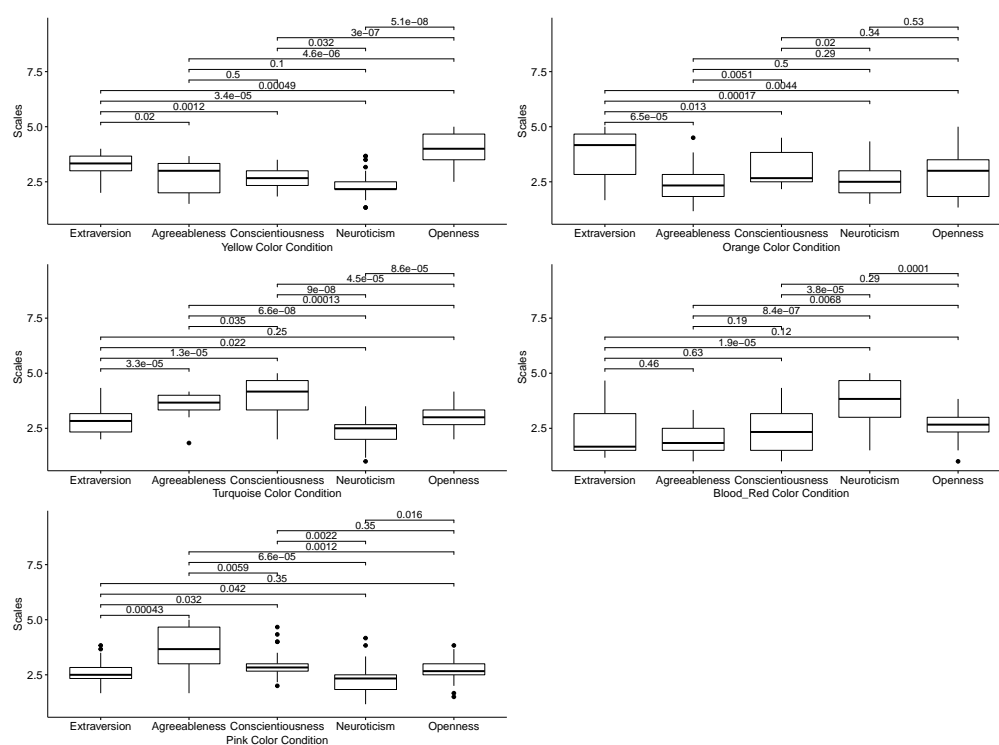 5.1e−08
3e−07
0.032
4.6e−06
0.1
0.5
0.00049
3.4e−05
0.0012
0.02
7.5
5.0
2.5
Scales
Extraversion Agreeableness Conscientiousness Neuroticism Openness
Yellow Color Condition
0.53
0.34
0.02
0.29
0.5
0.0051
0.0044
0.00017
0.013
6.5e−05
7.5
5.0
2.5
Scales
Extraversion Agreeableness Conscientiousness Neuroticism Openness
Orange Color Condition
8.6e−05
4.5e−05
9e−08
0.00013
6.6e−08
0.035
0.25
0.022
1.3e−05
3.3e−05
7.5
5.0
2.5
Scales
Extraversion Agreeableness Conscientiousness Neuroticism Openness
Turquoise Color Condition
0.0001
0.29
3.8e−05
0.0068
8.4e−07
0.19
0.12
1.9e−05
0.63
0.46
7.5
5.0
2.5
Scales
Extraversion Agreeableness Conscientiousness Neuroticism Openness
Blood_Red Color Condition
0.016
0.35
0.0022
0.0012
6.6e−05
0.0059
0.35
0.042
0.032
0.00043
7.5
5.0
2.5
Scales
Extraversion Agreeableness Conscientiousness Neuroticism Openness
Pink Color Condition